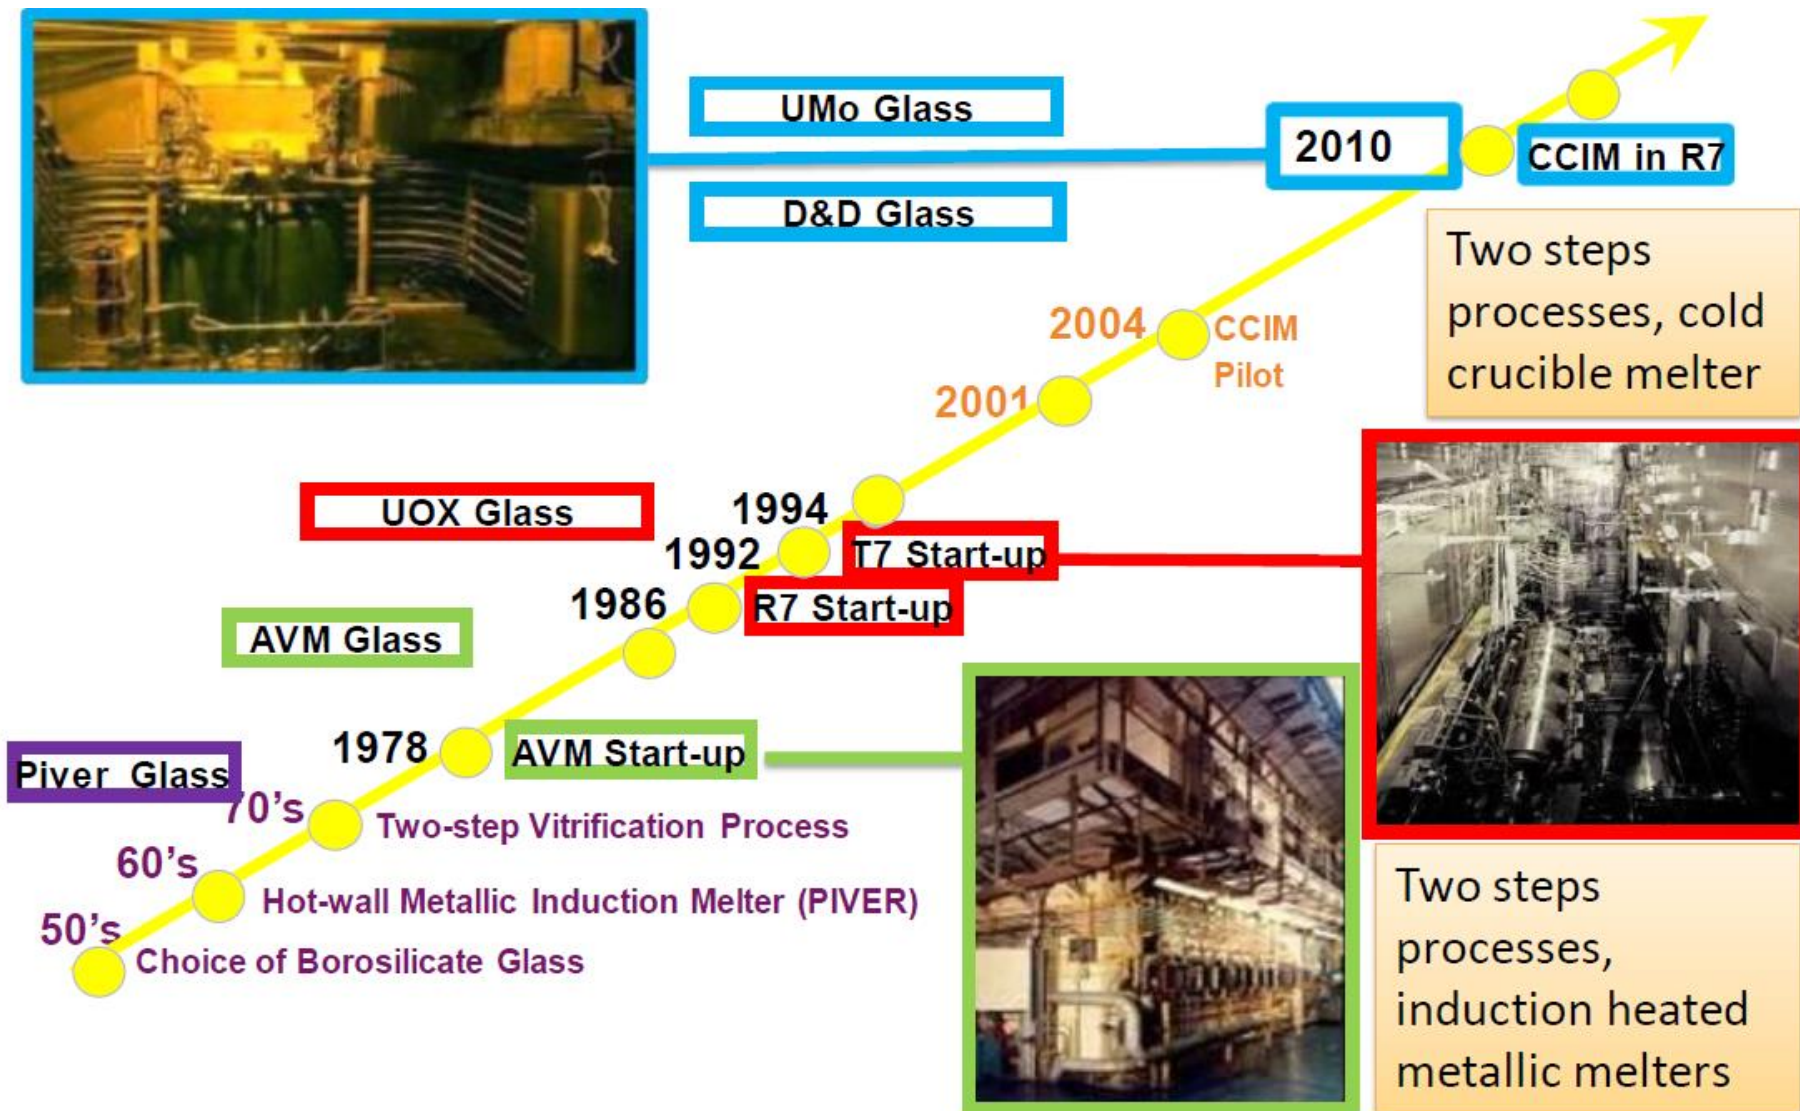 UMo Glass
2010
CCIM in R7
D&D Glass
Two steps
processes, cold
crucible melter
2004
CCIM
Pilot
2001
UOX Glass
1994
1992
T7 Start-up
1986
R7 Start-up
AVM Glass
1978
AVM Start-up
Piver Glass
70's
Two-step Vitrification Process
60's
Hot-wall Metallic Induction Melter (PIVER)
50's
Choice of Borosilicate Glass
Two steps
processes,
induction heated
metallic melters